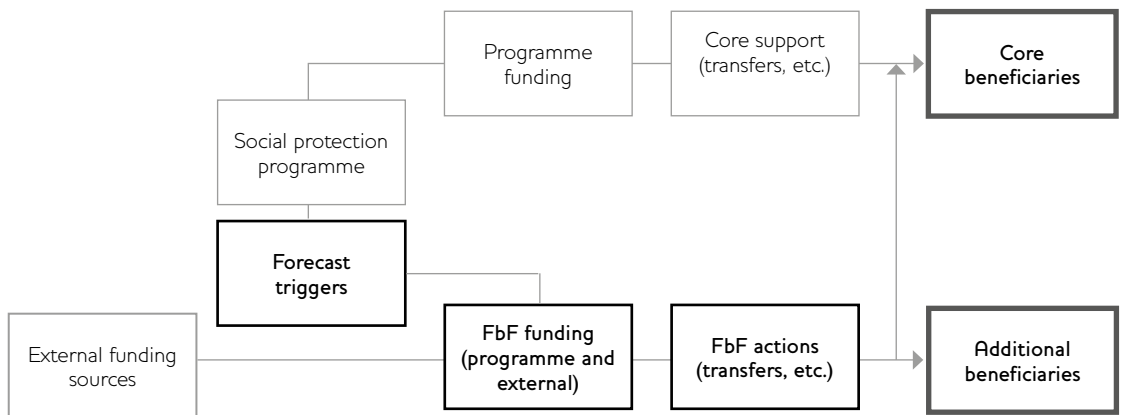 Programme
funding
Core support
(transfers, etc.)
Core
beneficiaries
Social protection
programme
Forecast
triggers
External funding
sources
FbF funding
(programme and
external)
FbF actions
(transfers, etc.)
Additional
beneficiaries